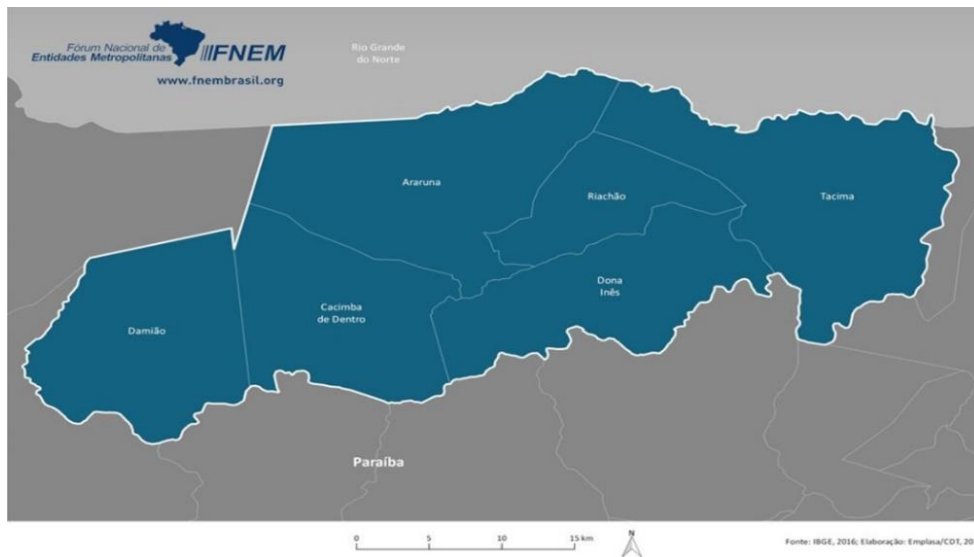 Fórum Nacional de
Entidades Metropolitanas
FNEM
www.fnembrasil.org
Rio Grande
do Norte
Araruna
Riachão
Tacima
Dona
Inês
Cacimba
de Dentro
Damião
Paraíba
0 5 10 15 km
N
Fonte: IBGE, 2016; Elaboração: Emplasa/CDT, 20